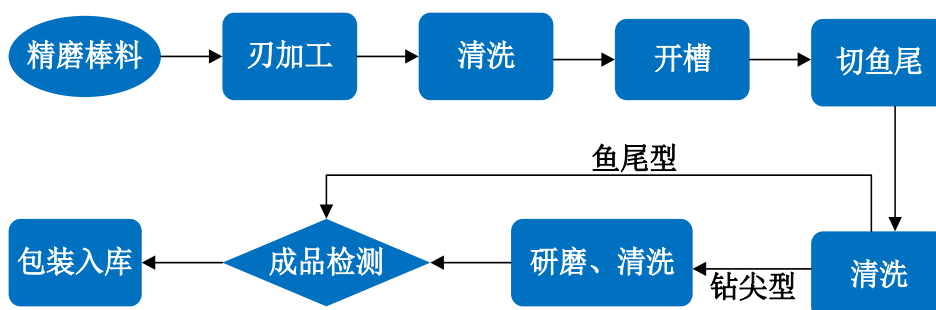 精磨棒料
刃加工
清洗
开槽
切鱼尾
鱼尾型
包装入库
成品检测
研磨、清洗
钻尖型
清洗